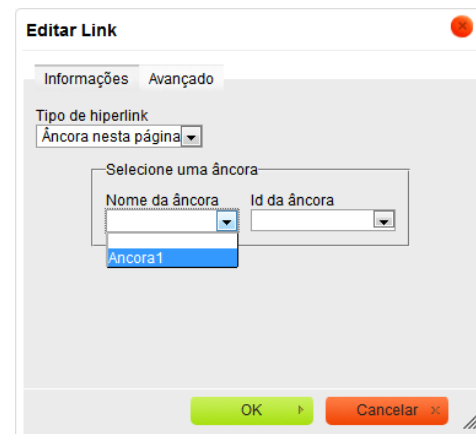 Editar Link
Informações Avançado
Tipo de hiperlink
Âncora nesta página
Selecione uma âncora
Nome da âncora Id da âncora
Ancora1
OK Cancelar